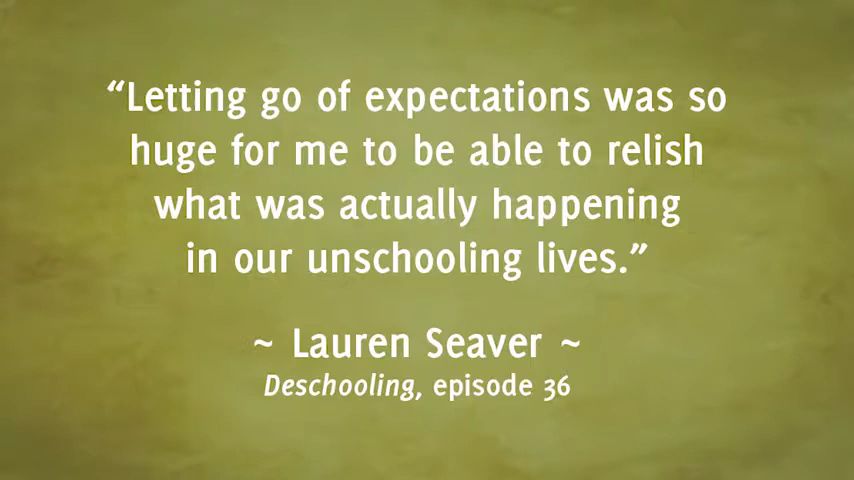 “Letting go of expectations was so
huge for me to be able to relish
what was actually happening
in our unschooling lives.”
~ Lauren Seaver ~
Deschooling, episode 36